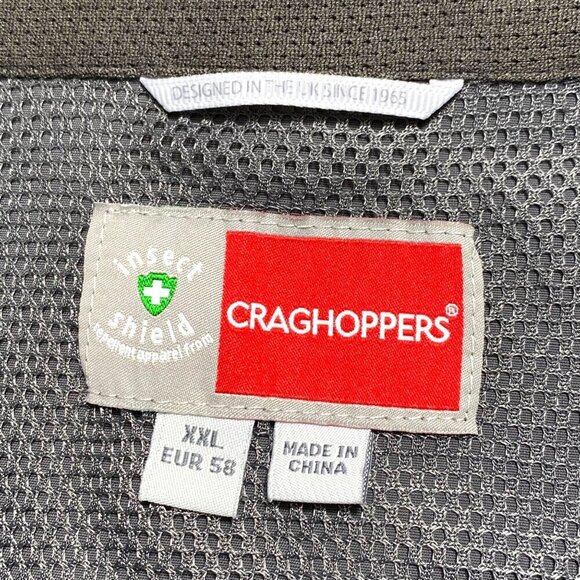 DESIGNED IN THE UK SINCE 1965
insect
shield
repellent apparel from
CRAGHOPPERS®
XXL
EUR 58
MADE IN
CHINA